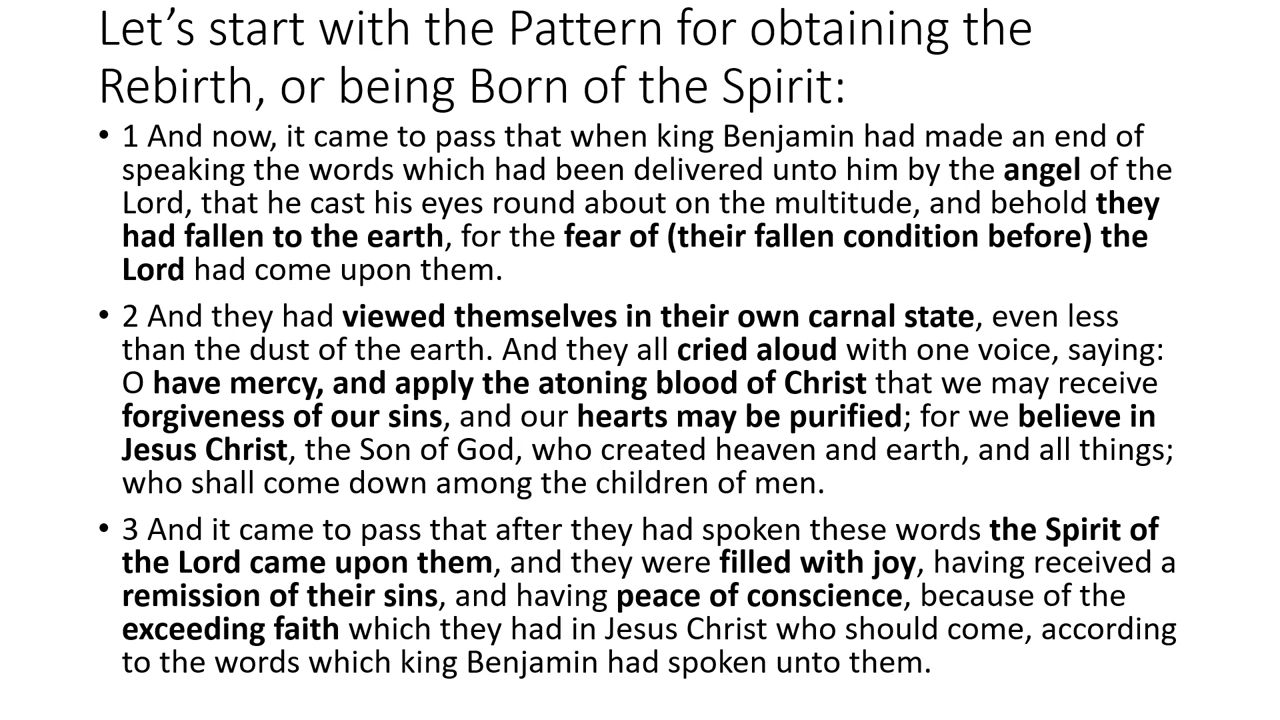 Let’s start with the Pattern for obtaining the
Rebirth, or being Born of the Spirit:
• 1 And now, it came to pass that when king Benjamin had made an end of
speaking the words which had been delivered unto him by the angel of the
Lord, that he cast his eyes round about on the multitude, and behold they
had fallen to the earth, for the fear of (their fallen condition before) the
Lord had come upon them.
• 2 And they had viewed themselves in their own carnal state, even less
than the dust of the earth. And they all cried aloud with one voice, saying:
O have mercy, and apply the atoning blood of Christ that we may receive
forgiveness of our sins, and our hearts may be purified; for we believe in
Jesus Christ, the Son of God, who created heaven and earth, and all things;
who shall come down among the children of men.
• 3 And it came to pass that after they had spoken these words the Spirit of
the Lord came upon them, and they were filled with joy, having received a
remission of their sins, and having peace of conscience, because of the
exceeding faith which they had in Jesus Christ who should come, according
to the words which king Benjamin had spoken unto them.